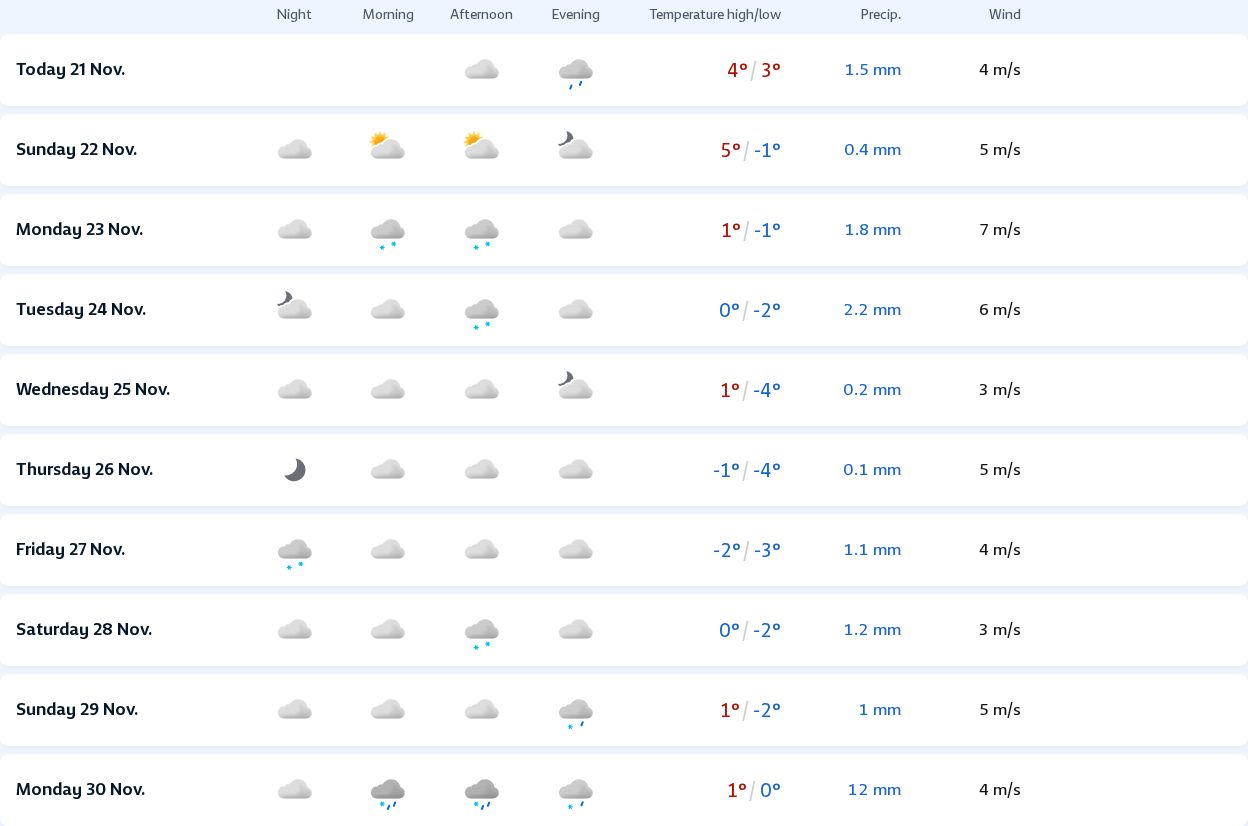 Night Morning Afternoon Evening Temperature high/low Precip. Wind
Today 21 Nov. 4°/3° 1.5 mm 4 m/s
Sunday 22 Nov. 5°/-1° 0.4 mm 5 m/s
Monday 23 Nov. 1°/-1° 1.8 mm 7 m/s
Tuesday 24 Nov. 0°/-2° 2.2 mm 6 m/s
Wednesday 25 Nov. 1°/-4° 0.2 mm 3 m/s
Thursday 26 Nov. -1°/-4° 0.1 mm 5 m/s
Friday 27 Nov. -2°/-3° 1.1 mm 4 m/s
Saturday 28 Nov. 0°/-2° 1.2 mm 3 m/s
Sunday 29 Nov. 1°/-2° 1 mm 5 m/s
Monday 30 Nov. 1°/0° 12 mm 4 m/s